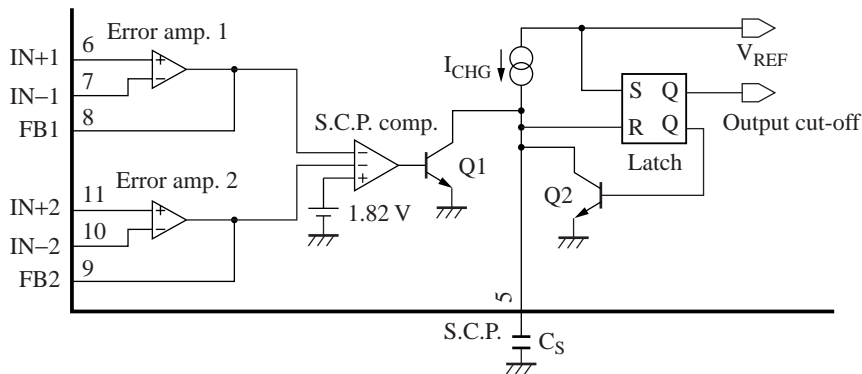 Error amp. 1
IN+1 6
IN−1 7
FB1 8
Error amp. 2
IN+2 11
IN−2 10
FB2 9
S.C.P. comp.
1.82 V
Q1
I_CHG
V_REF
S Q
R Q
Latch
Output cut-off
Q2
5
S.C.P.
C_S